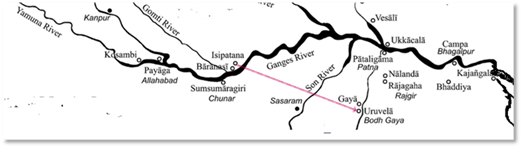 Yamuna River
Kanpur
Gomti River
Kosambi
Payāga
Allahabad
Isipatana
Bārāṇasī
Sumsumāragiri
Chunar
Ganges River
Son River
Sasaram
Vesālī
Ukkācalā
Pāṭaligāma
Patna
Nālandā
Rājagaha
Rajgir
Gayā
Uruvelā
Bodh Gaya
Campa
Bhagalpur
Kajaṅgala
Bhaddiya